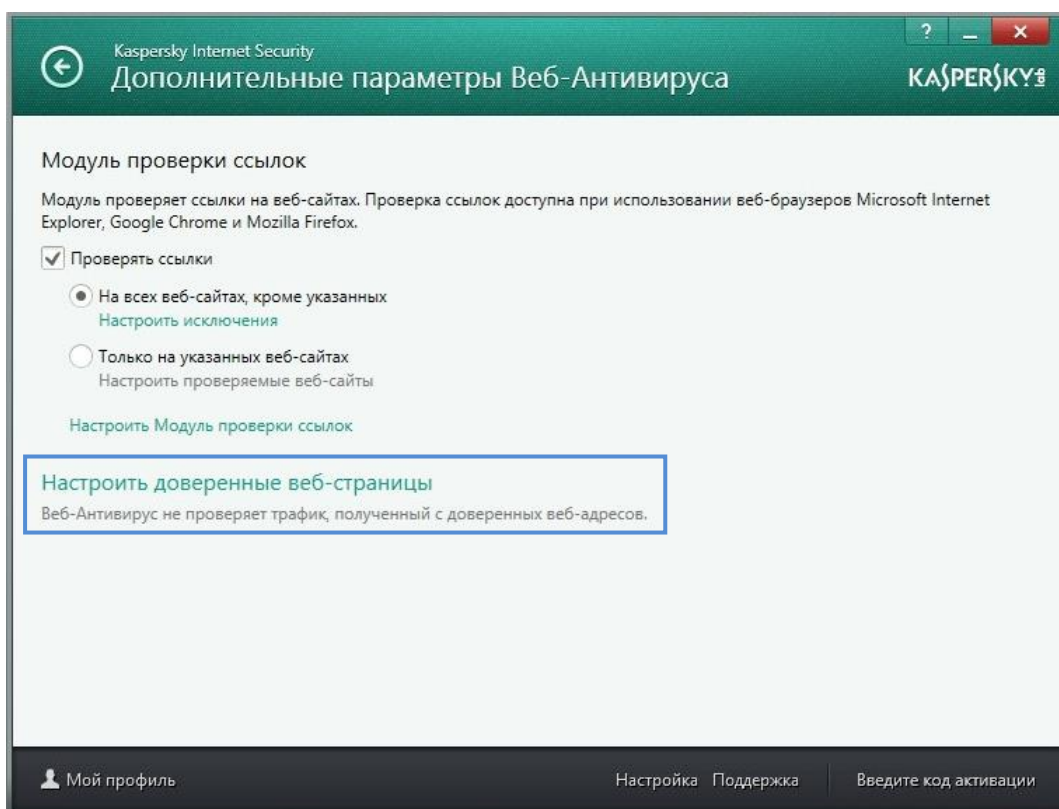 ?
Kaspersky Internet Security
Дополнительные параметры Веб-Антивируса
KASPERSKY lab
Модуль проверки ссылок
Модуль проверяет ссылки на веб-сайтах. Проверка ссылок доступна при использовании веб-браузеров Microsoft Internet
Explorer, Google Chrome и Mozilla Firefox.
Проверять ссылки
На всех веб-сайтах, кроме указанных
Настроить исключения
Только на указанных веб-сайтах
Настроить проверяемые веб-сайты
Настроить Модуль проверки ссылок
Настроить доверенные веб-страницы
Веб-Антивирус не проверяет трафик, полученный с доверенных веб-адресов.
Мой профиль Настройка Поддержка Введите код активации